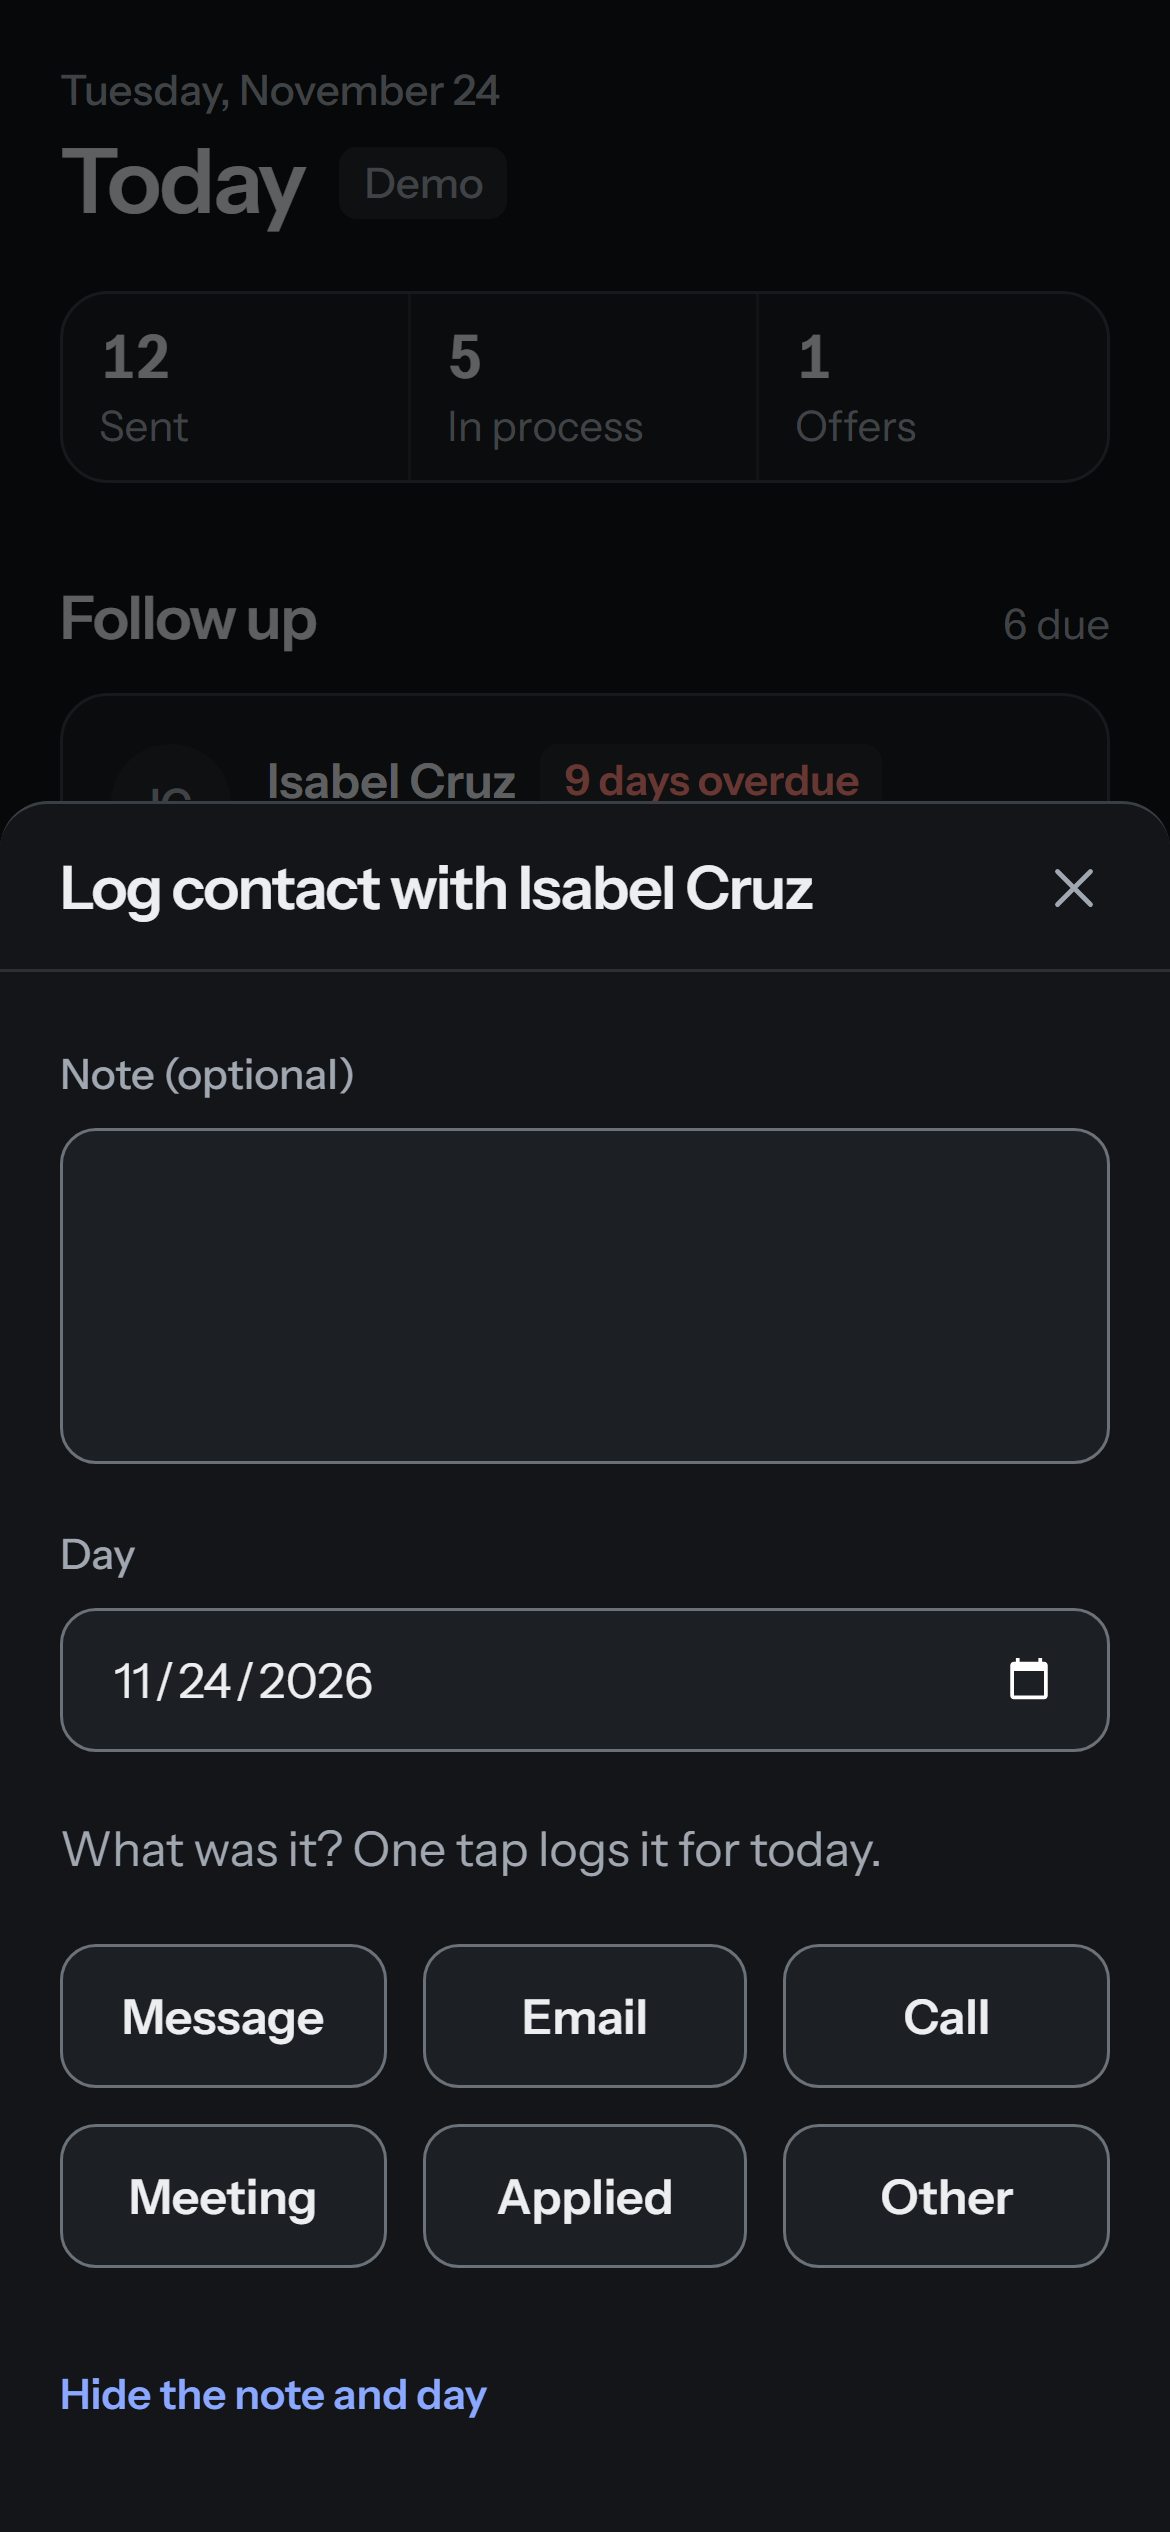 Tuesday, November 24
Today
Demo
12
Sent
5
In process
1
Offers
Follow up
6 due
Isabel Cruz
9 days overdue
Log contact with Isabel Cruz
Note (optional)
Day
11/24/2026
What was it? One tap logs it for today.
Message
Email
Call
Meeting
Applied
Other
Hide the note and day